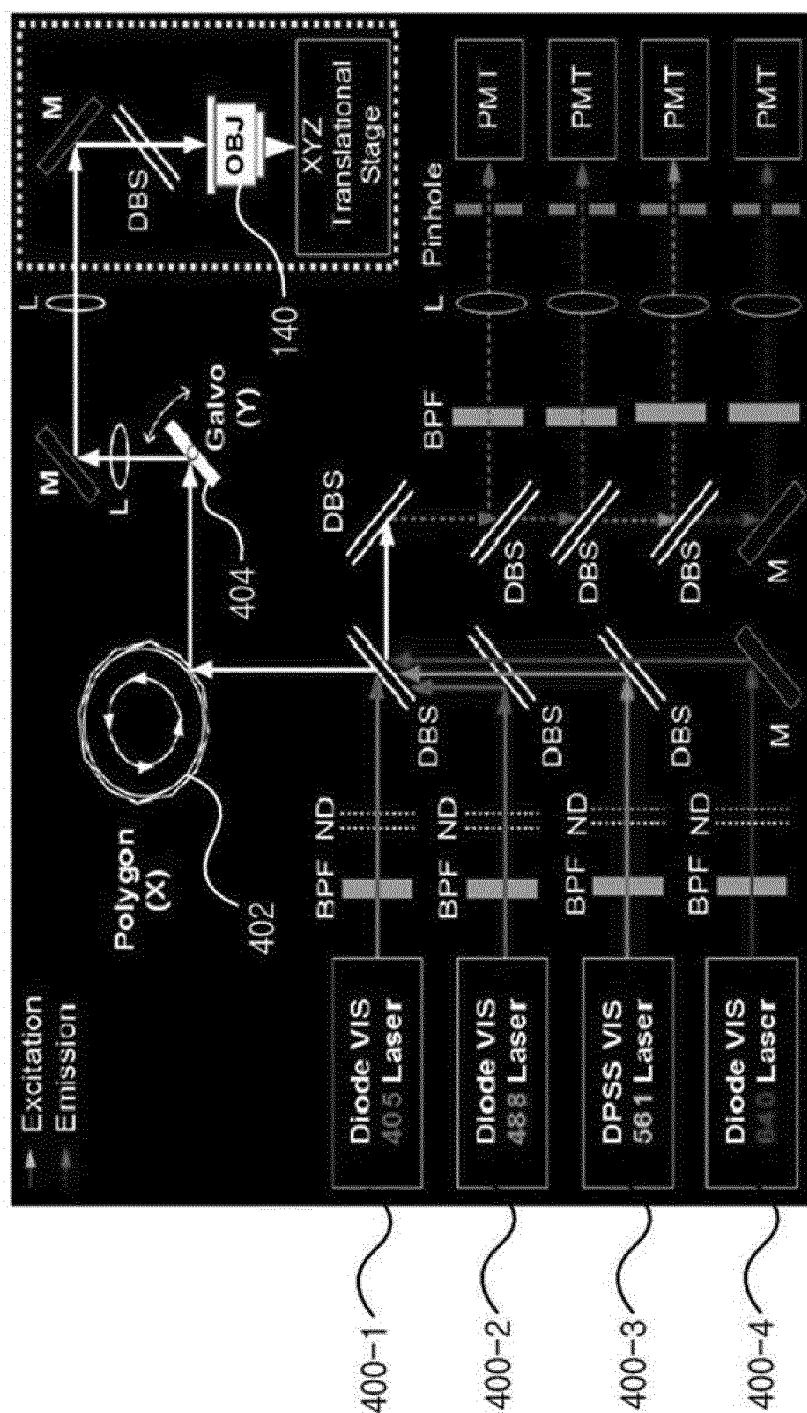 Excitation
Emission
Polygon
(X)
402
404
Galvo
(Y)
M
L
L
M
DBS
OBJ
140
XYZ
Translational
Stage
400-1
Diode VIS
405 Laser
BPF
ND
DBS
DBS
400-2
Diode VIS
488 Laser
BPF
ND
DBS
DBS
BPF
L
Pinhole
PMT
400-3
DPSS VIS
561 Laser
BPF
ND
DBS
DBS
PMT
400-4
Diode VIS
640 Laser
BPF
ND
M
DBS
PMT
M
PMT